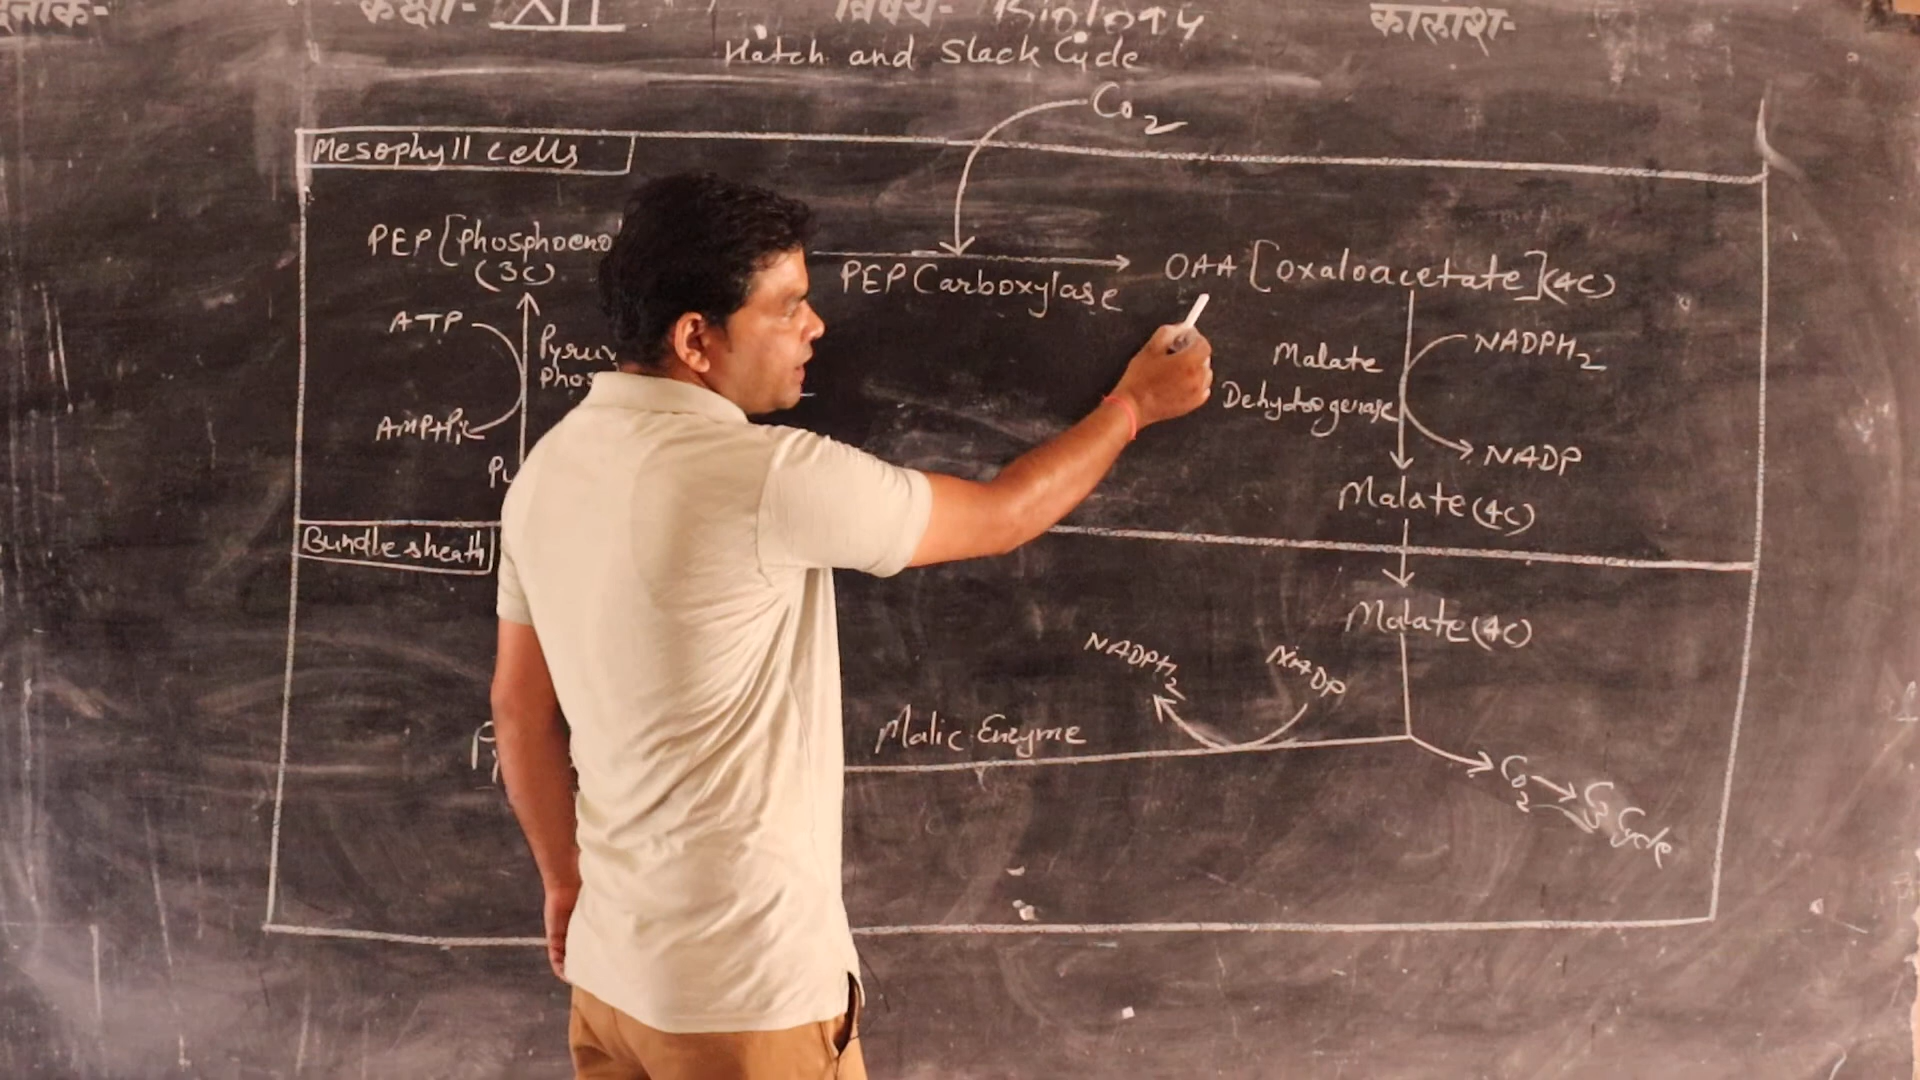 दिनांक- कक्षा- XII विषय- Biology कालांश-
Hatch and Slack Cycle
CO2
Mesophyll cells
PEP [Phosphoeno
(3C)
PEP Carboxylase
OAA [oxaloacetate] (4C)
ATP
Pyruv
Phos
AMP+PiC
Malate
Dehydrogenase
NADPH2
NADP
Malate (4C)
Bundle sheath
Malate (4C)
NADPH2
NADP
Malic Enzyme
CO2
C3 Cycle